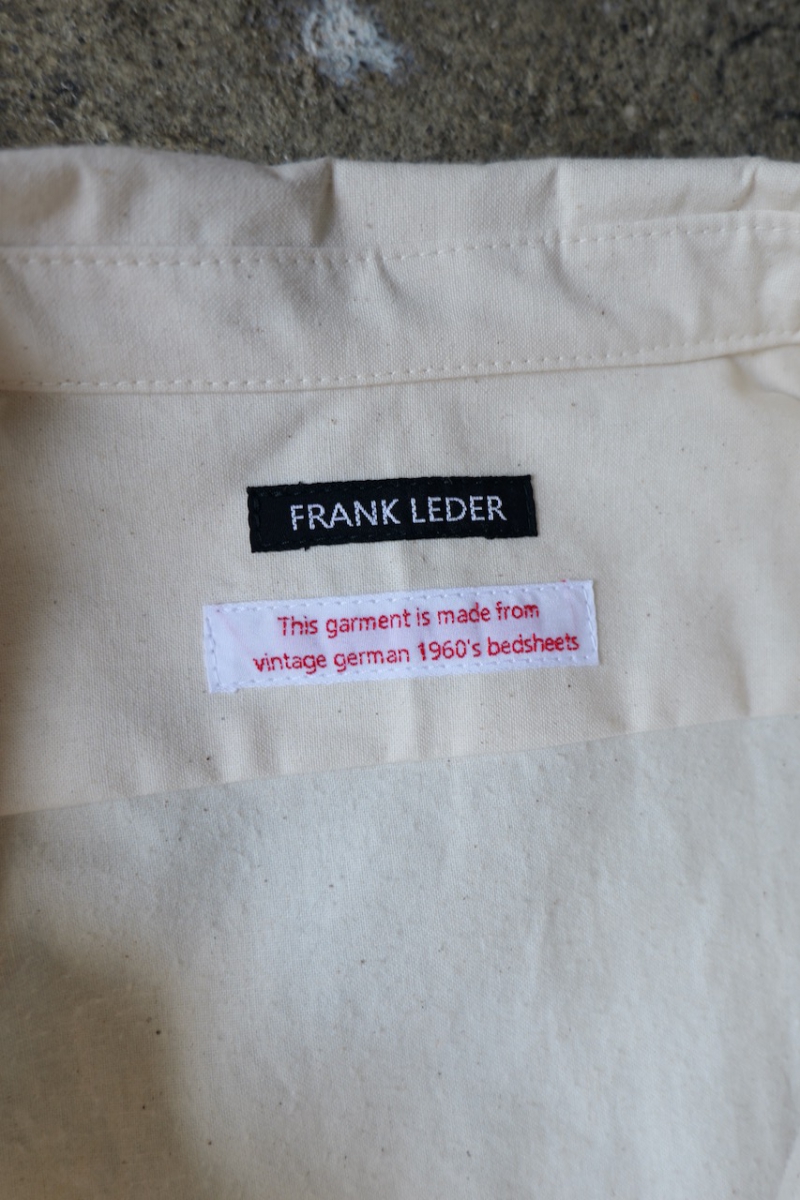 FRANK LEDER
This garment is made from
vintage german 1960's bedsheets